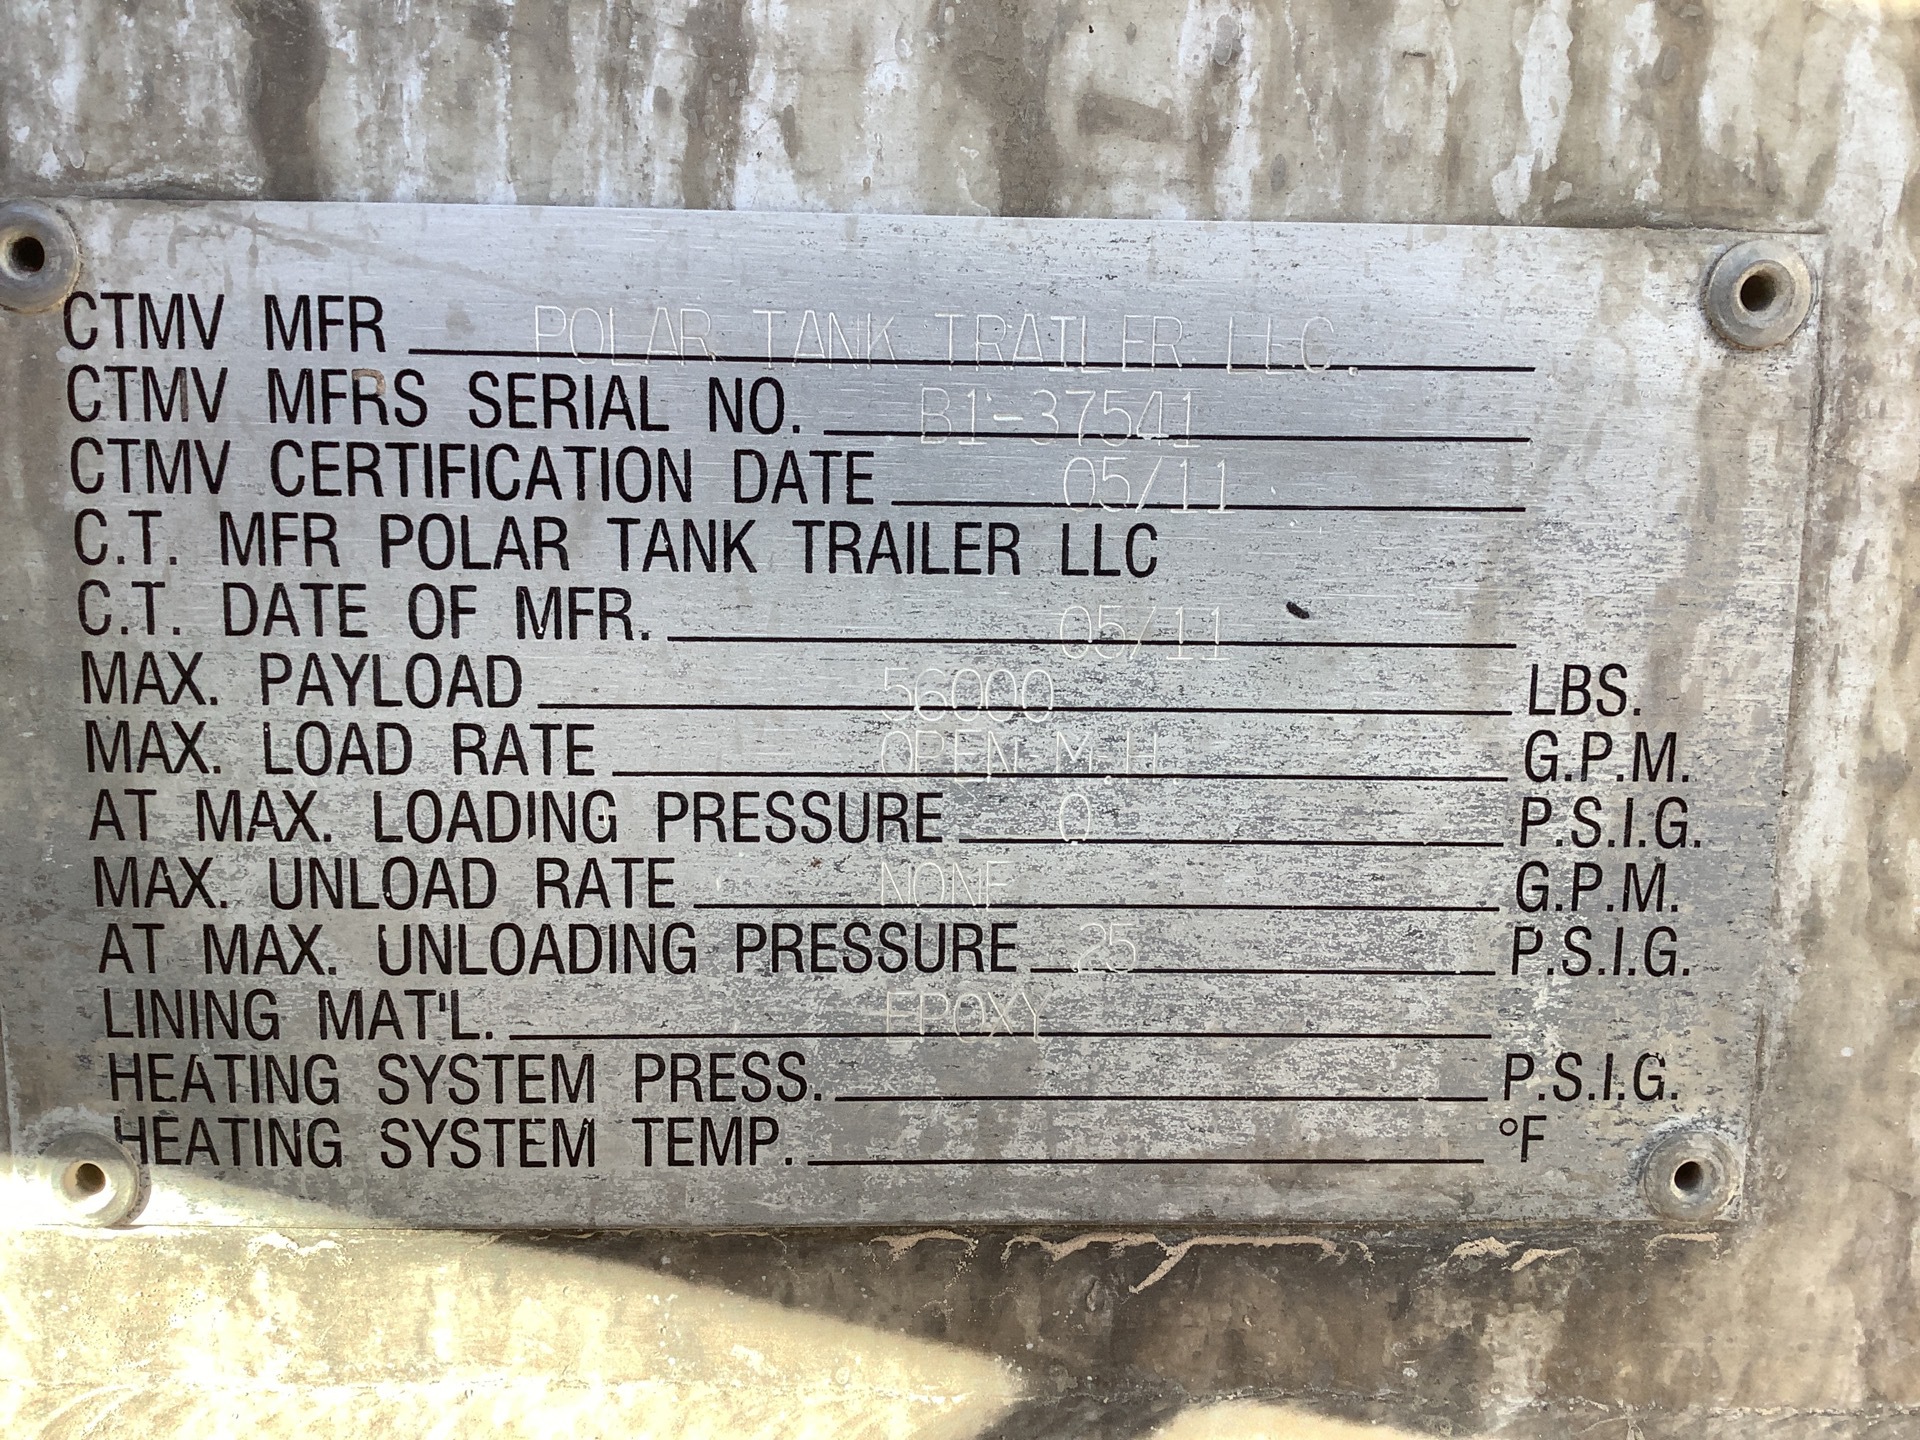 CTMV MFR POLAR TANK TRAILER LLC.
CTMV MFRS SERIAL NO. B1-37541
CTMV CERTIFICATION DATE 05/11
C.T. MFR POLAR TANK TRAILER LLC
C.T. DATE OF MFR. 05/11
MAX. PAYLOAD 56000 LBS.
MAX. LOAD RATE OPEN M.H. G.P.M.
AT MAX. LOADING PRESSURE 0 P.S.I.G.
MAX. UNLOAD RATE NONE G.P.M.
AT MAX. UNLOADING PRESSURE 25 P.S.I.G.
LINING MAT'L. EPOXY
HEATING SYSTEM PRESS. P.S.I.G.
HEATING SYSTEM TEMP. °F